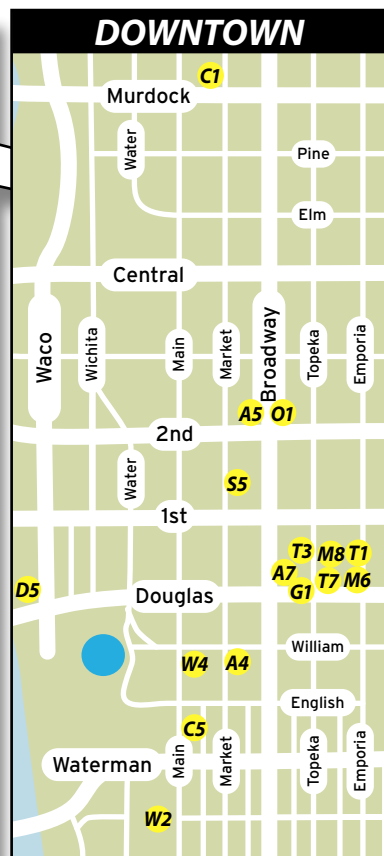 DOWNTOWN
C1
Murdock
Water
Pine
Elm
Central
Waco
Wichita
Main
Market
Broadway
Topeka
Emporia
A5 O1
2nd
Water
S5
1st
T3 M8 T1
A7 T7 M6
G1
D5
Douglas
William
W4 A4
English
C5
Waterman
Main
Market
Topeka
Emporia
W2